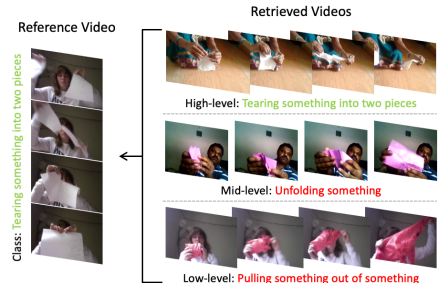 Reference Video
Retrieved Videos
Class: Tearing something into two pieces
High-level: Tearing something into two pieces
Mid-level: Unfolding something
Low-level: Pulling something out of something